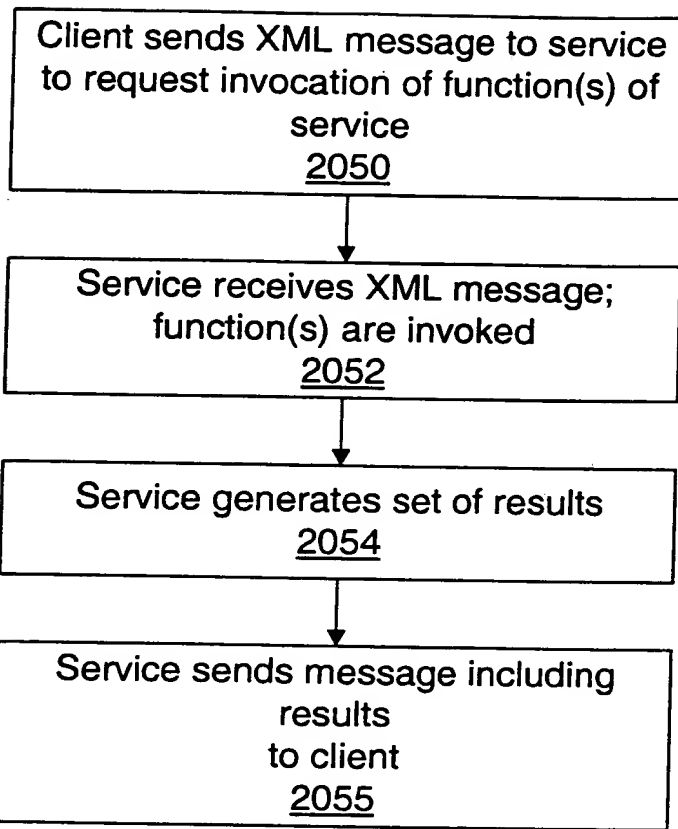 Client sends XML message to service
to request invocation of function(s) of
service
2050
Service receives XML message;
function(s) are invoked
2052
Service generates set of results
2054
Service sends message including
results
to client
2055